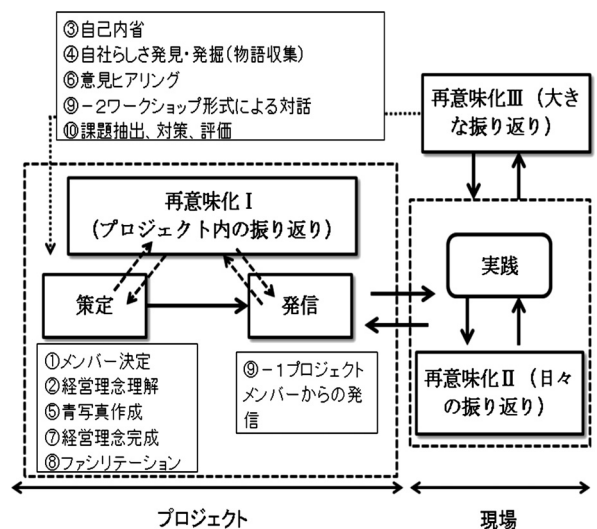 ③自己内省
④自社らしさ発見・発掘(物語収集)
⑥意見ヒアリング
⑨－2ワークショップ形式による対話
⑩課題抽出、対策、評価
再意味化Ⅲ（大き
な振り返り）
再意味化Ⅰ
(プロジェクト内の振り返り)
実践
策定
発信
①メンバー決定
②経営理念理解
⑤青写真作成
⑦経営理念完成
⑧ファシリテーション
⑨－1プロジェクト
メンバーからの発
信
再意味化Ⅱ（日々
の振り返り）
プロジェクト
現場